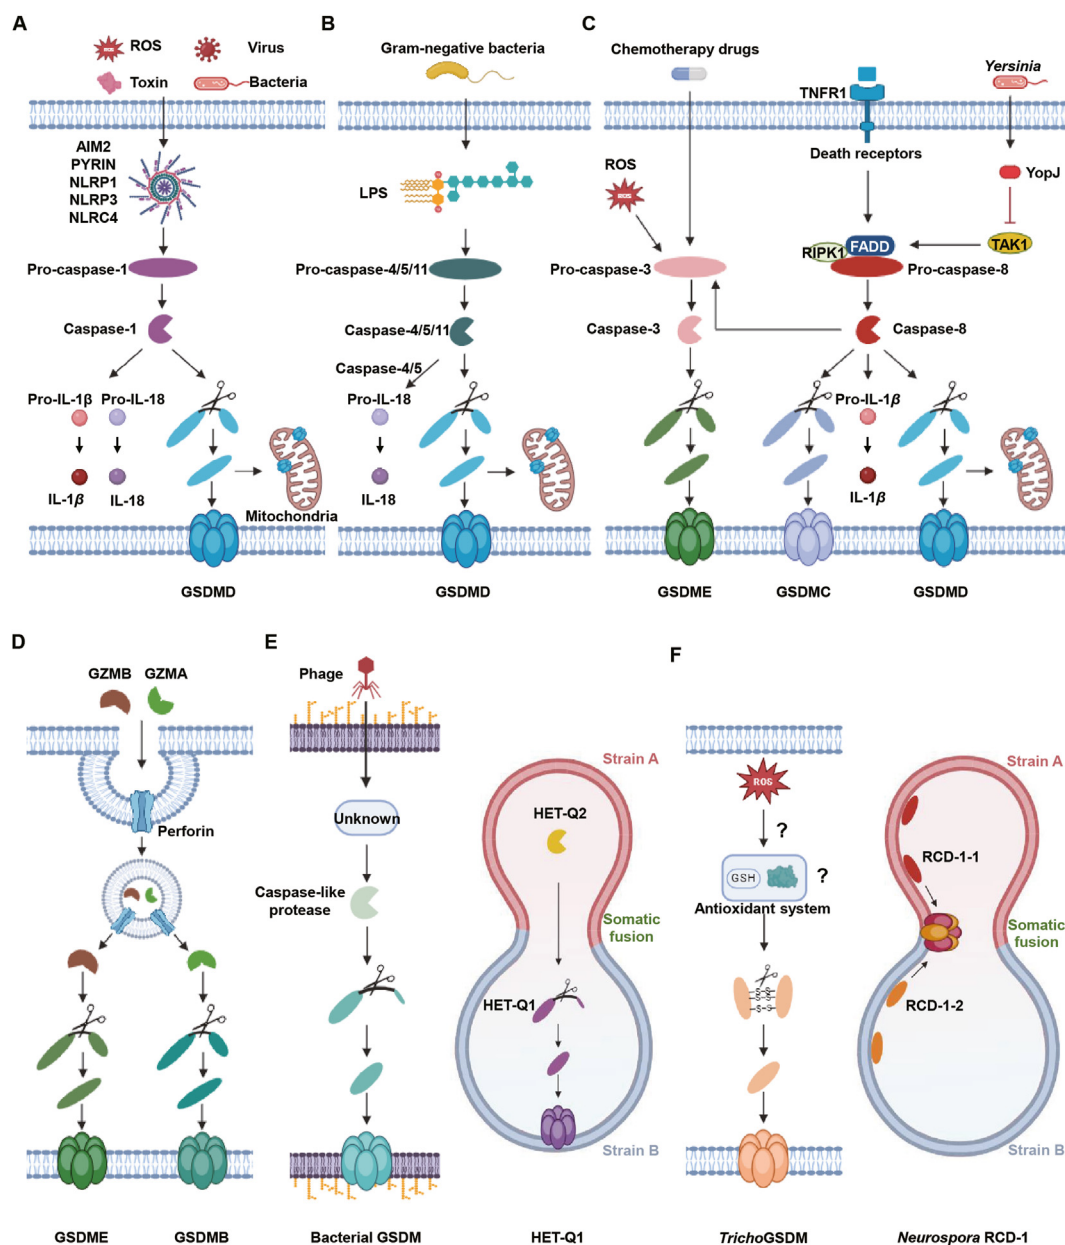 A
ROS
Virus
Toxin
Bacteria
AIM2
PYRIN
NLRP1
NLRP3
NLRC4
Pro-caspase-1
Caspase-1
Pro-IL-1β
Pro-IL-18
IL-1β
IL-18
Mitochondria
GSDMD
B
Gram-negative bacteria
LPS
Pro-caspase-4/5/11
Caspase-4/5/11
Caspase-4/5
Pro-IL-18
IL-18
GSDMD
C
Chemotherapy drugs
TNFR1
Yersinia
Death receptors
ROS
ROS
YopJ
RIPK1
FADD
TAK1
Pro-caspase-3
Pro-caspase-8
Caspase-3
Caspase-8
Pro-IL-1β
IL-1β
GSDME
GSDMC
GSDMD
D
GZMB
GZMA
Perforin
GSDME
GSDMB
E
Phage
Unknown
Caspase-like
protease
Bacterial GSDM
Strain A
HET-Q2
Somatic
fusion
HET-Q1
Strain B
HET-Q1
F
ROS
?
GSH
?
Antioxidant system
S-S
S-S
S-S
TrichoGSDM
Strain A
RCD-1-1
Somatic
fusion
RCD-1-2
Strain B
Neurospora RCD-1